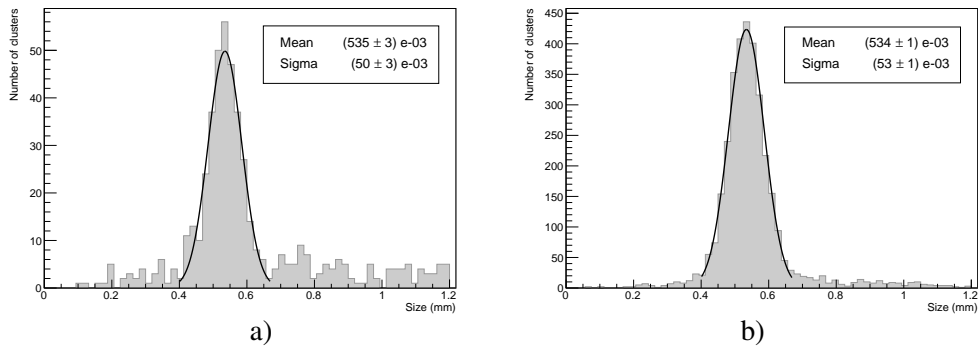 Number of clusters
50
40
30
20
10
0
Mean (535 ± 3) e-03
Sigma (50 ± 3) e-03
0 0.2 0.4 0.6 0.8 1 1.2
Size (mm)
a)
Number of clusters
450
400
350
300
250
200
150
100
50
0
Mean (534 ± 1) e-03
Sigma (53 ± 1) e-03
0 0.2 0.4 0.6 0.8 1 1.2
Size (mm)
b)